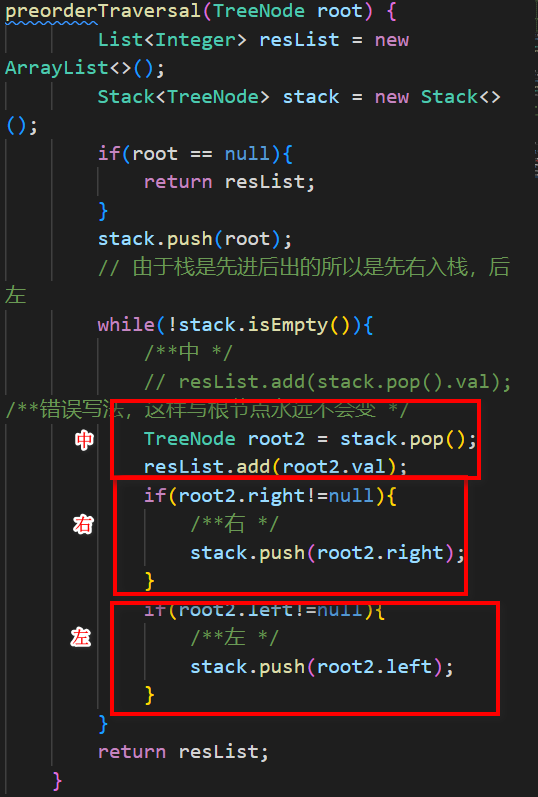 preorderTraversal(TreeNode root) {
List<Integer> resList = new
ArrayList<>();
Stack<TreeNode> stack = new Stack<>
();
if(root == null){
return resList;
}
stack.push(root);
// 由于栈是先进后出的所以是先右入栈，后
左
while(!stack.isEmpty()){
/**中 */
// resList.add(stack.pop().val);
/**错误写法，这样写根节点永远不会变 */
中 TreeNode root2 = stack.pop();
resList.add(root2.val);
if(root2.right!=null){
右 /**右 */
stack.push(root2.right);
}
if(root2.left!=null){
左 /**左 */
stack.push(root2.left);
}
}
return resList;
}